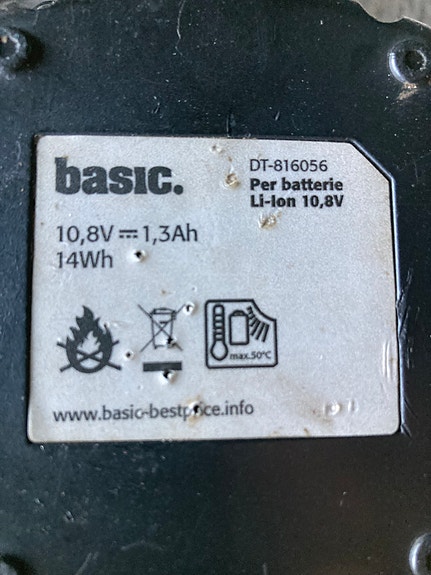 basic.
DT-816056
Per batterie
Li-Ion 10,8V
10,8V ⎓ 1,3Ah
14Wh
max.50°C
www.basic-bestprice.info